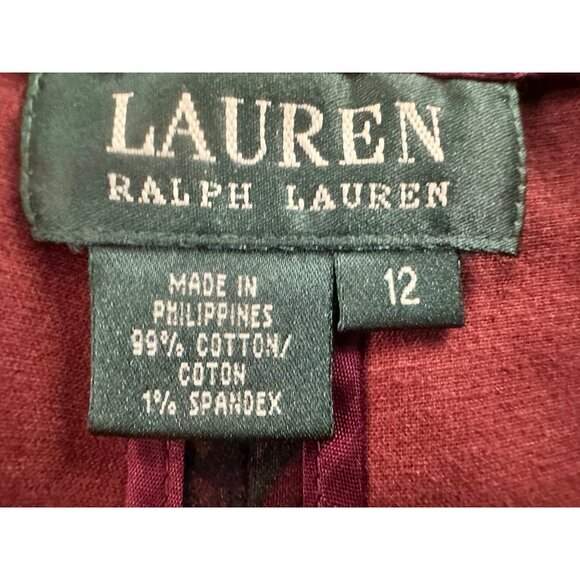 LAUREN
RALPH LAUREN
MADE IN
PHILIPPINES
99% COTTON/
COTON
1% SPANDEX
12